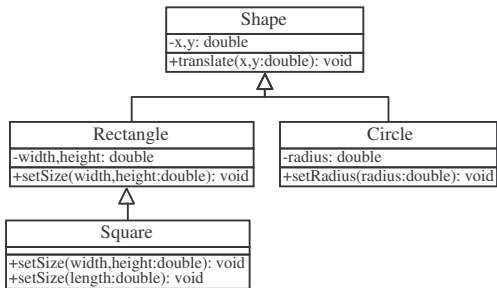 Shape
-x,y: double
+translate(x,y:double): void
Rectangle
-width,height: double
+setSize(width,height:double): void
Circle
-radius: double
+setRadius(radius:double): void
Square
+setSize(width,height:double): void
+setSize(length:double): void